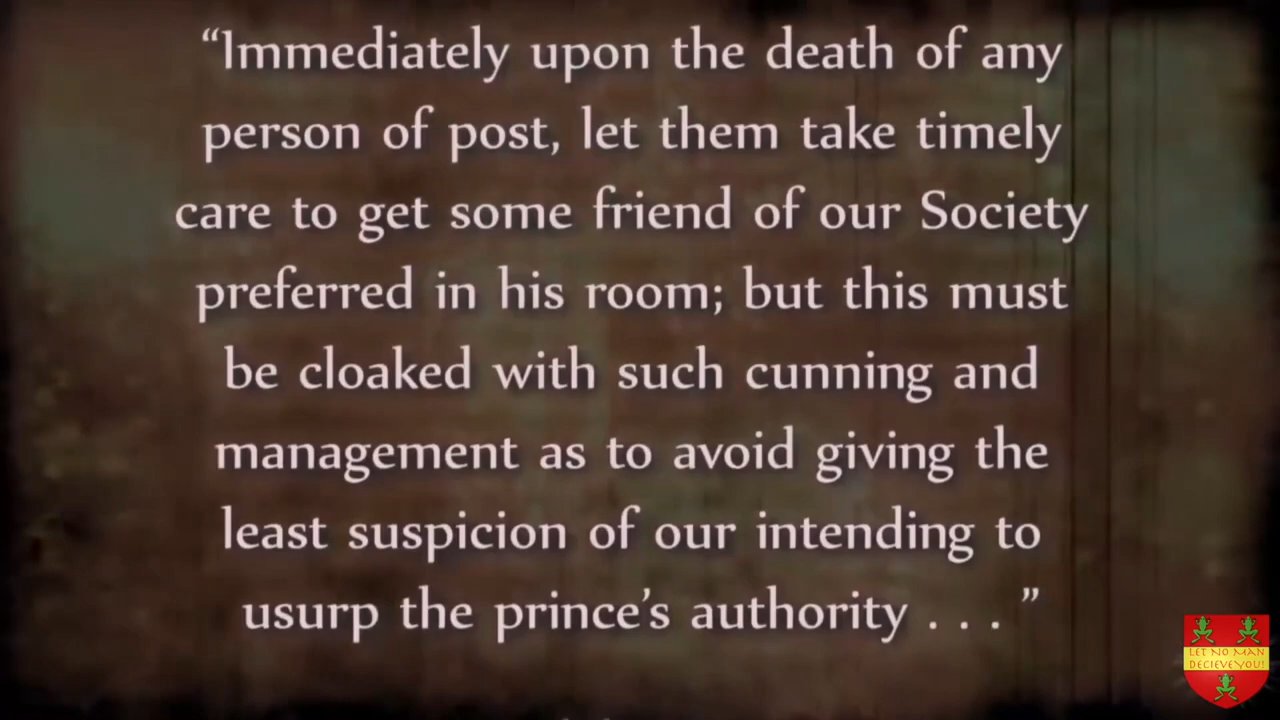 “Immediately upon the death of any
person of post, let them take timely
care to get some friend of our Society
preferred in his room; but this must
be cloaked with such cunning and
management as to avoid giving the
least suspicion of our intending to
usurp the prince’s authority . . . ”
LET NO MAN
DECIEVE YOU!